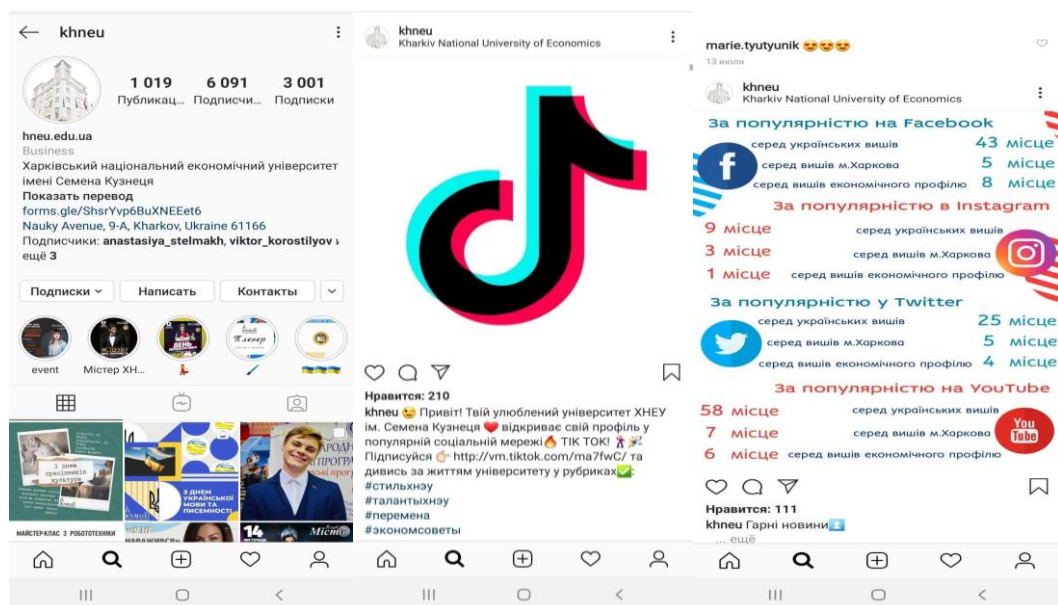 khneu
1 019 6 091 3 001
Публикац... Подписчи... Подписки
hneu.edu.ua
Business
Харківський національний економічний університет
імені Семена Кузнеця
Показать перевод
forms.gle/ShsrYvp6BuXNEEet6
Nauky Avenue, 9-A, Kharkov, Ukraine 61166
Подписчики: anastasiya_stelmakh, viktor_korostilyov и
ещё 3
Подписки Написать Контакты
event Містер ХН...
З днем
працівників
культури
З ДНЕМ
УКРАЇНСЬКОЇ
МОВИ ТА
ПИСЕМНОСТІ
МАЙСТЕР-КЛАС З РОБОТОТЕХНІКИ
14
khneu
Kharkiv National University of Economics
Нравится: 210
khneu 😉 Привіт! Твій улюблений університет ХНЕУ
ім. Семена Кузнеця ❤️ відкриває свій профіль у
популярній соціальній мережі🔥 TIK TOK! 🕺🎉
Підписуйся 👉 http://vm.tiktok.com/ma7fwC/ та
дивись за життям університету у рубриках✅:
#стильхнэу
#талантыхнэу
#перемена
#экономсоветы
marie.tyutyunik 😍😍😍
13 июля
khneu
Kharkiv National University of Economics
За популярністю на Facebook
серед українських вишів 43 місце
серед вишів м.Харкова 5 місце
серед вишів економічного профілю 8 місце
За популярністю в Instagram
9 місце серед українських вишів
3 місце серед вишів м.Харкова
1 місце серед вишів економічного профілю
За популярністю у Twitter
серед українських вишів 25 місце
серед вишів м.Харкова 5 місце
серед вишів економічного профілю 4 місце
За популярністю на YouTube
58 місце серед українських вишів
7 місце серед вишів м.Харкова
6 місце серед вишів економічного профілю
You
Tube
Нравится: 111
khneu Гарні новини⏫
... ещё